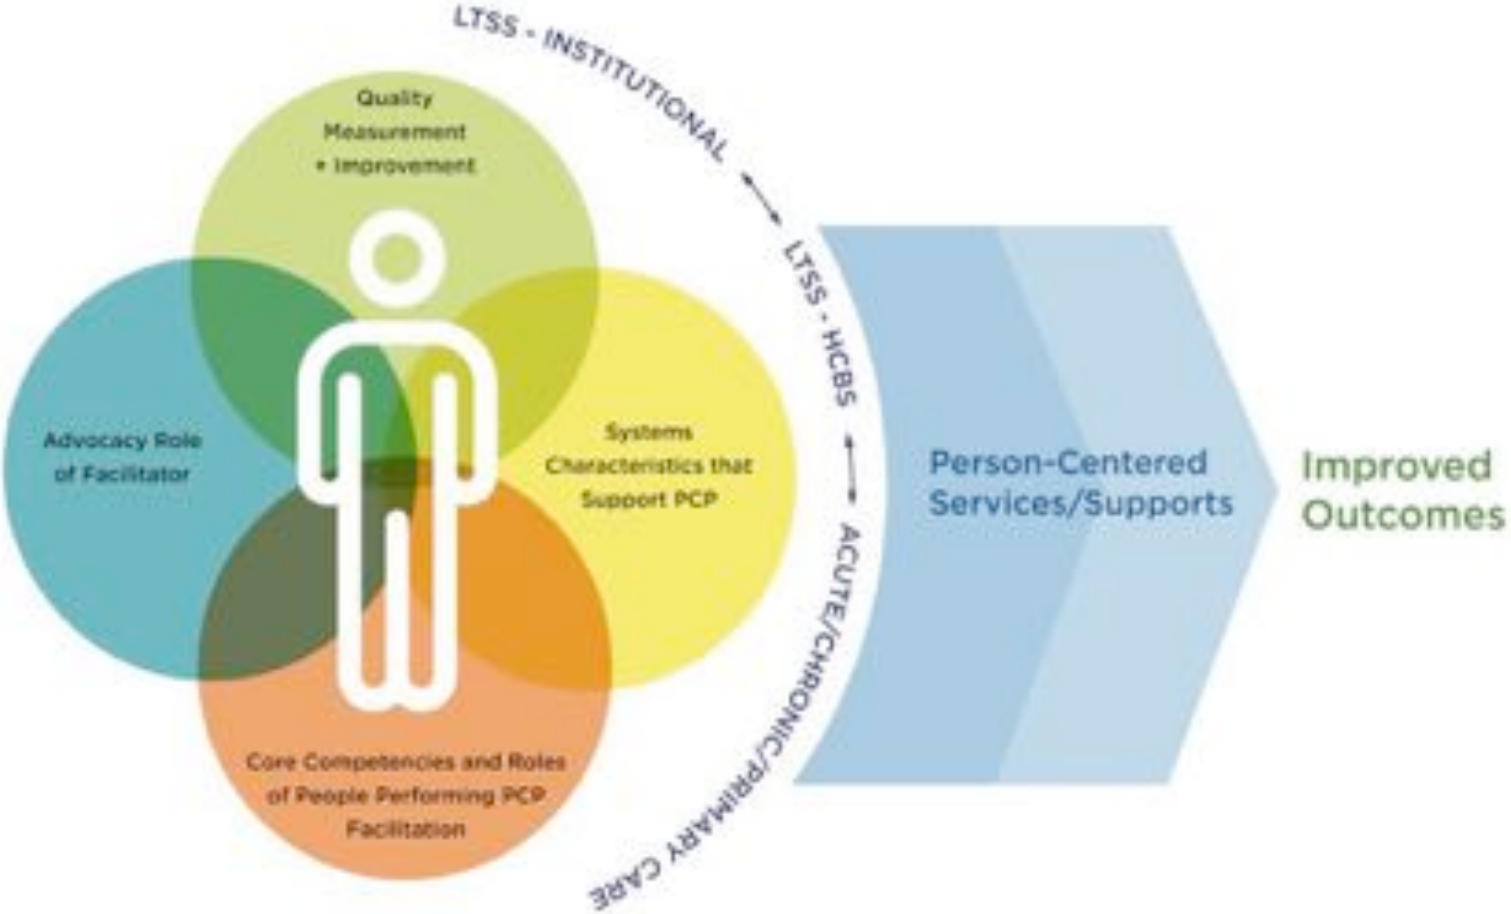 Quality
Measurement
+ Improvement
Advocacy Role
of Facilitator
Systems
Characteristics that
Support PCP
Core Competencies and Roles
of People Performing PCP
Facilitation
LTSS - INSTITUTIONAL
LTSS - HCBS
ACUTE/CHRONIC/PRIMARY CARE
Person-Centered
Services/Supports
Improved
Outcomes